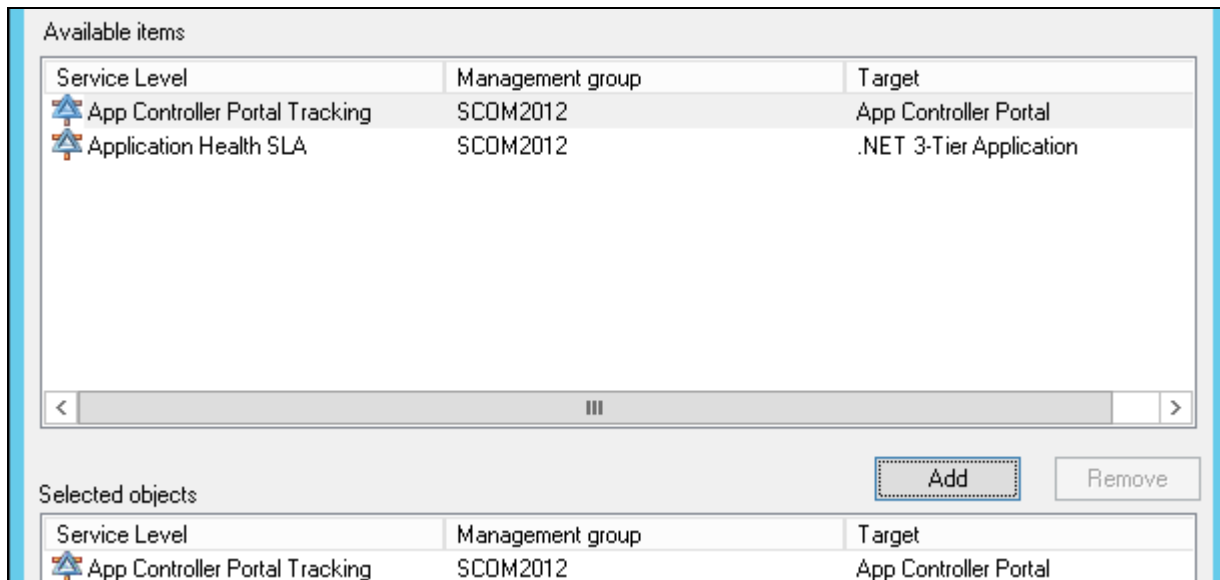 Available items
Service Level Management group Target
App Controller Portal Tracking SCOM2012 App Controller Portal
Application Health SLA SCOM2012 .NET 3-Tier Application
Add Remove
Selected objects
Service Level Management group Target
App Controller Portal Tracking SCOM2012 App Controller Portal